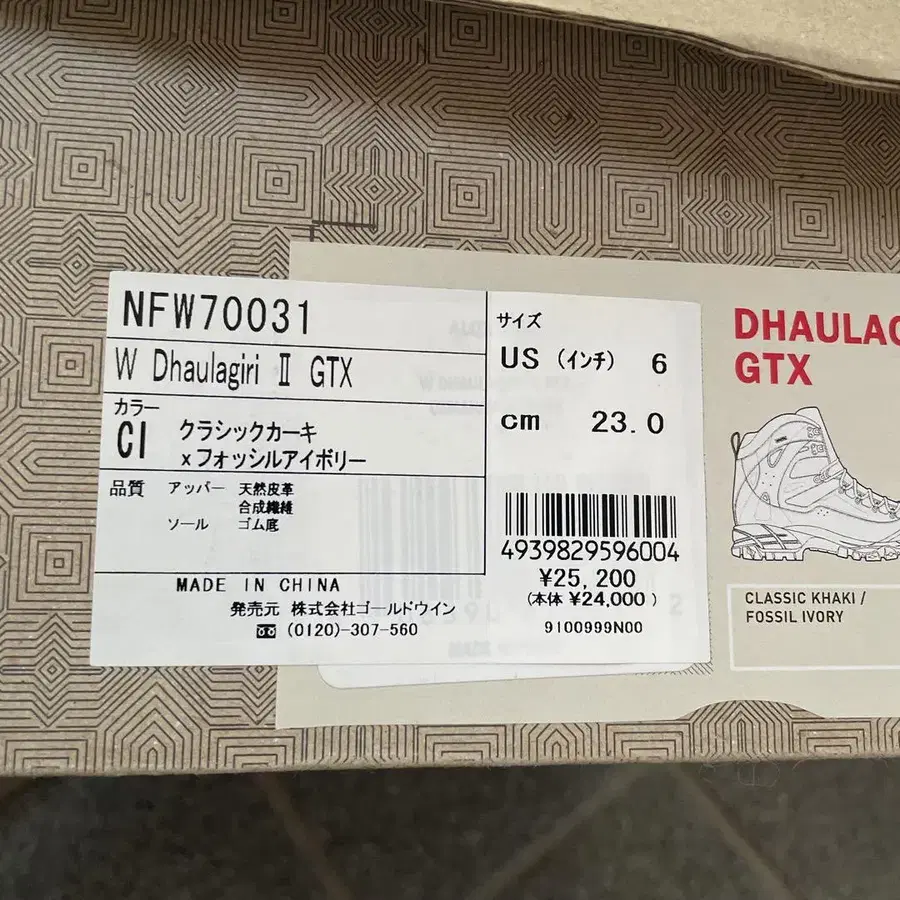 NFW70031
W Dhaulagiri Ⅱ GTX
カラー
CI クラシックカーキ
xフォッシルアイボリー
品質 アッパー 天然皮革
合成繊維
ソール ゴム底
MADE IN CHINA
発売元 株式会社ゴールドウイン
(0120)-307-560
サイズ
US (インチ) 6
cm 23.0
4939829596004
¥25,200
(本体 ¥24,000 )
9100999N00
DHAULAG
GTX
CLASSIC KHAKI /
FOSSIL IVORY